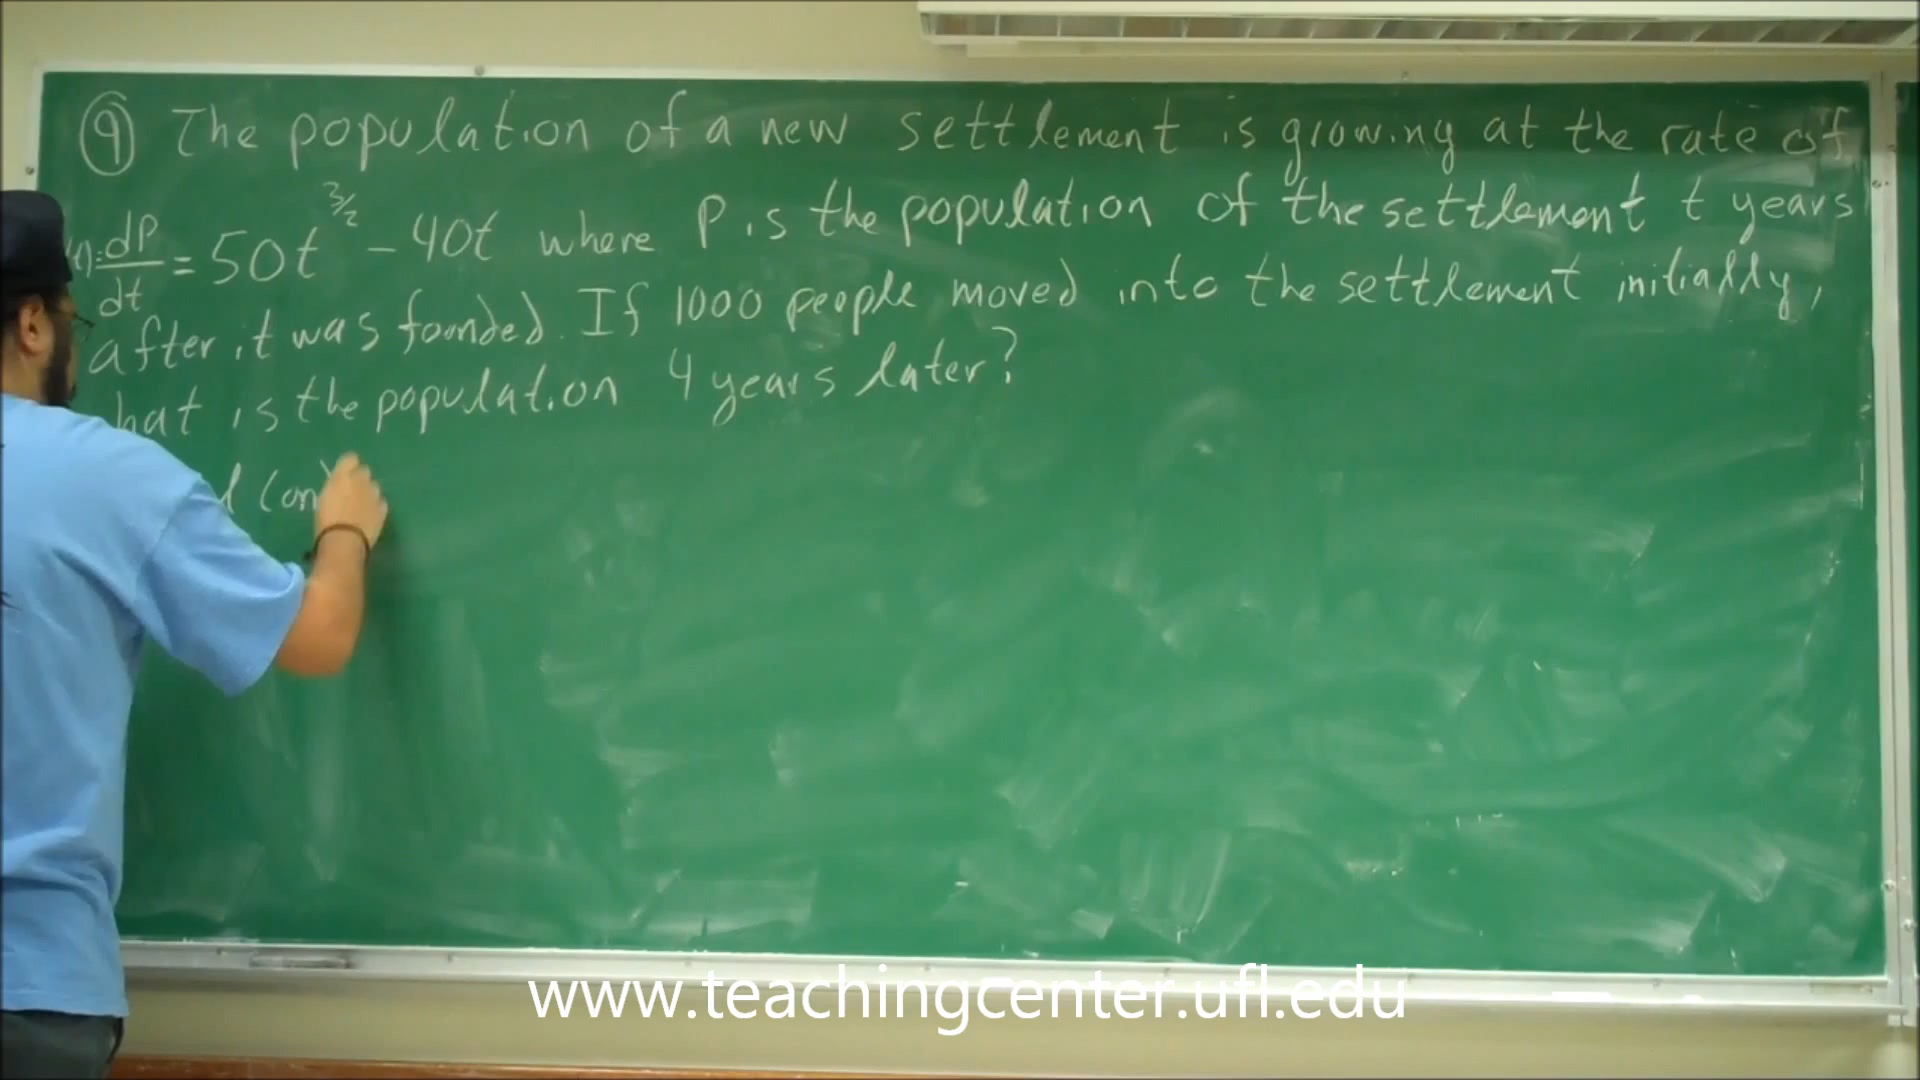 ⑨ The population of a new settlement is growing at the rate of
dP/dt = 50t^3/2 - 40t where P is the population of the settlement t years
after it was founded. If 1000 people moved into the settlement initially,
hat is the population 4 years later?
www.teachingcenter.ufl.edu